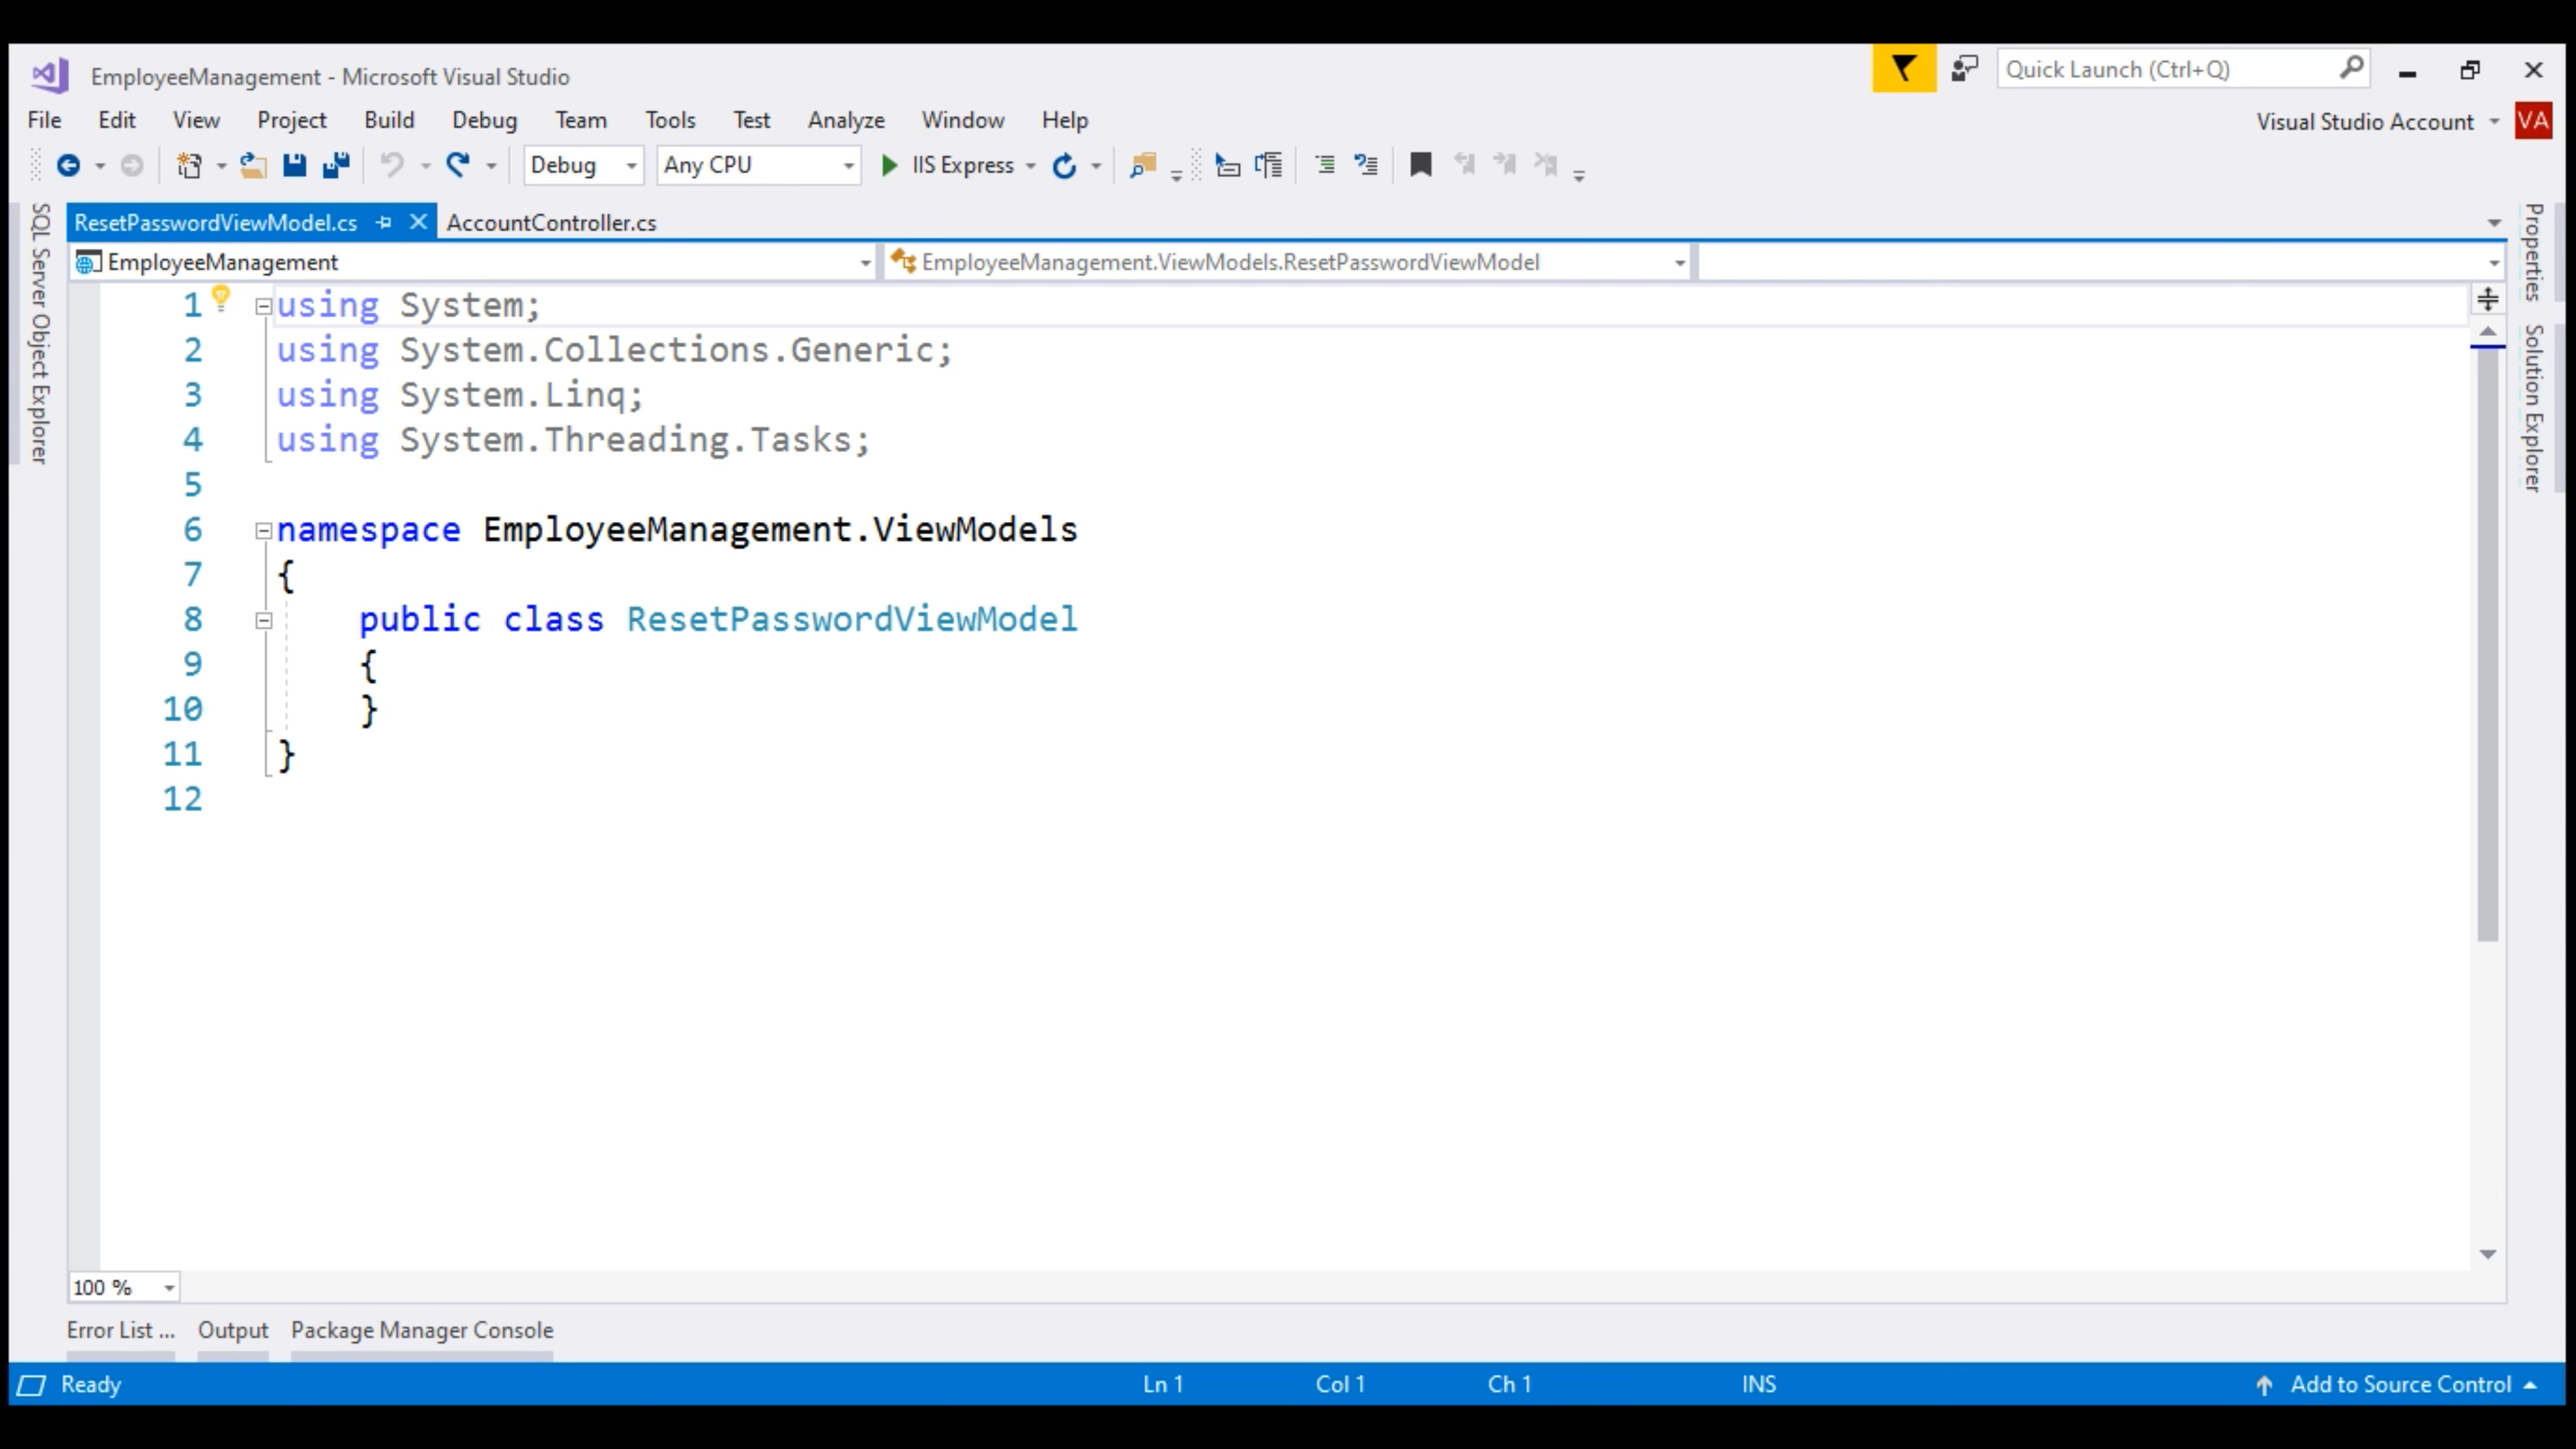 EmployeeManagement - Microsoft Visual Studio
Quick Launch (Ctrl+Q)
File Edit View Project Build Debug Team Tools Test Analyze Window Help
Visual Studio Account VA
Debug Any CPU IIS Express
ResetPasswordViewModel.cs AccountController.cs
EmployeeManagement EmployeeManagement.ViewModels.ResetPasswordViewModel
SQL Server Object Explorer
Properties
Solution Explorer
1 using System;
2 using System.Collections.Generic;
3 using System.Linq;
4 using System.Threading.Tasks;
5
6 namespace EmployeeManagement.ViewModels
7 {
8 public class ResetPasswordViewModel
9 {
10 }
11 }
12
100 %
Error List ... Output Package Manager Console
Ready Ln 1 Col 1 Ch 1 INS Add to Source Control